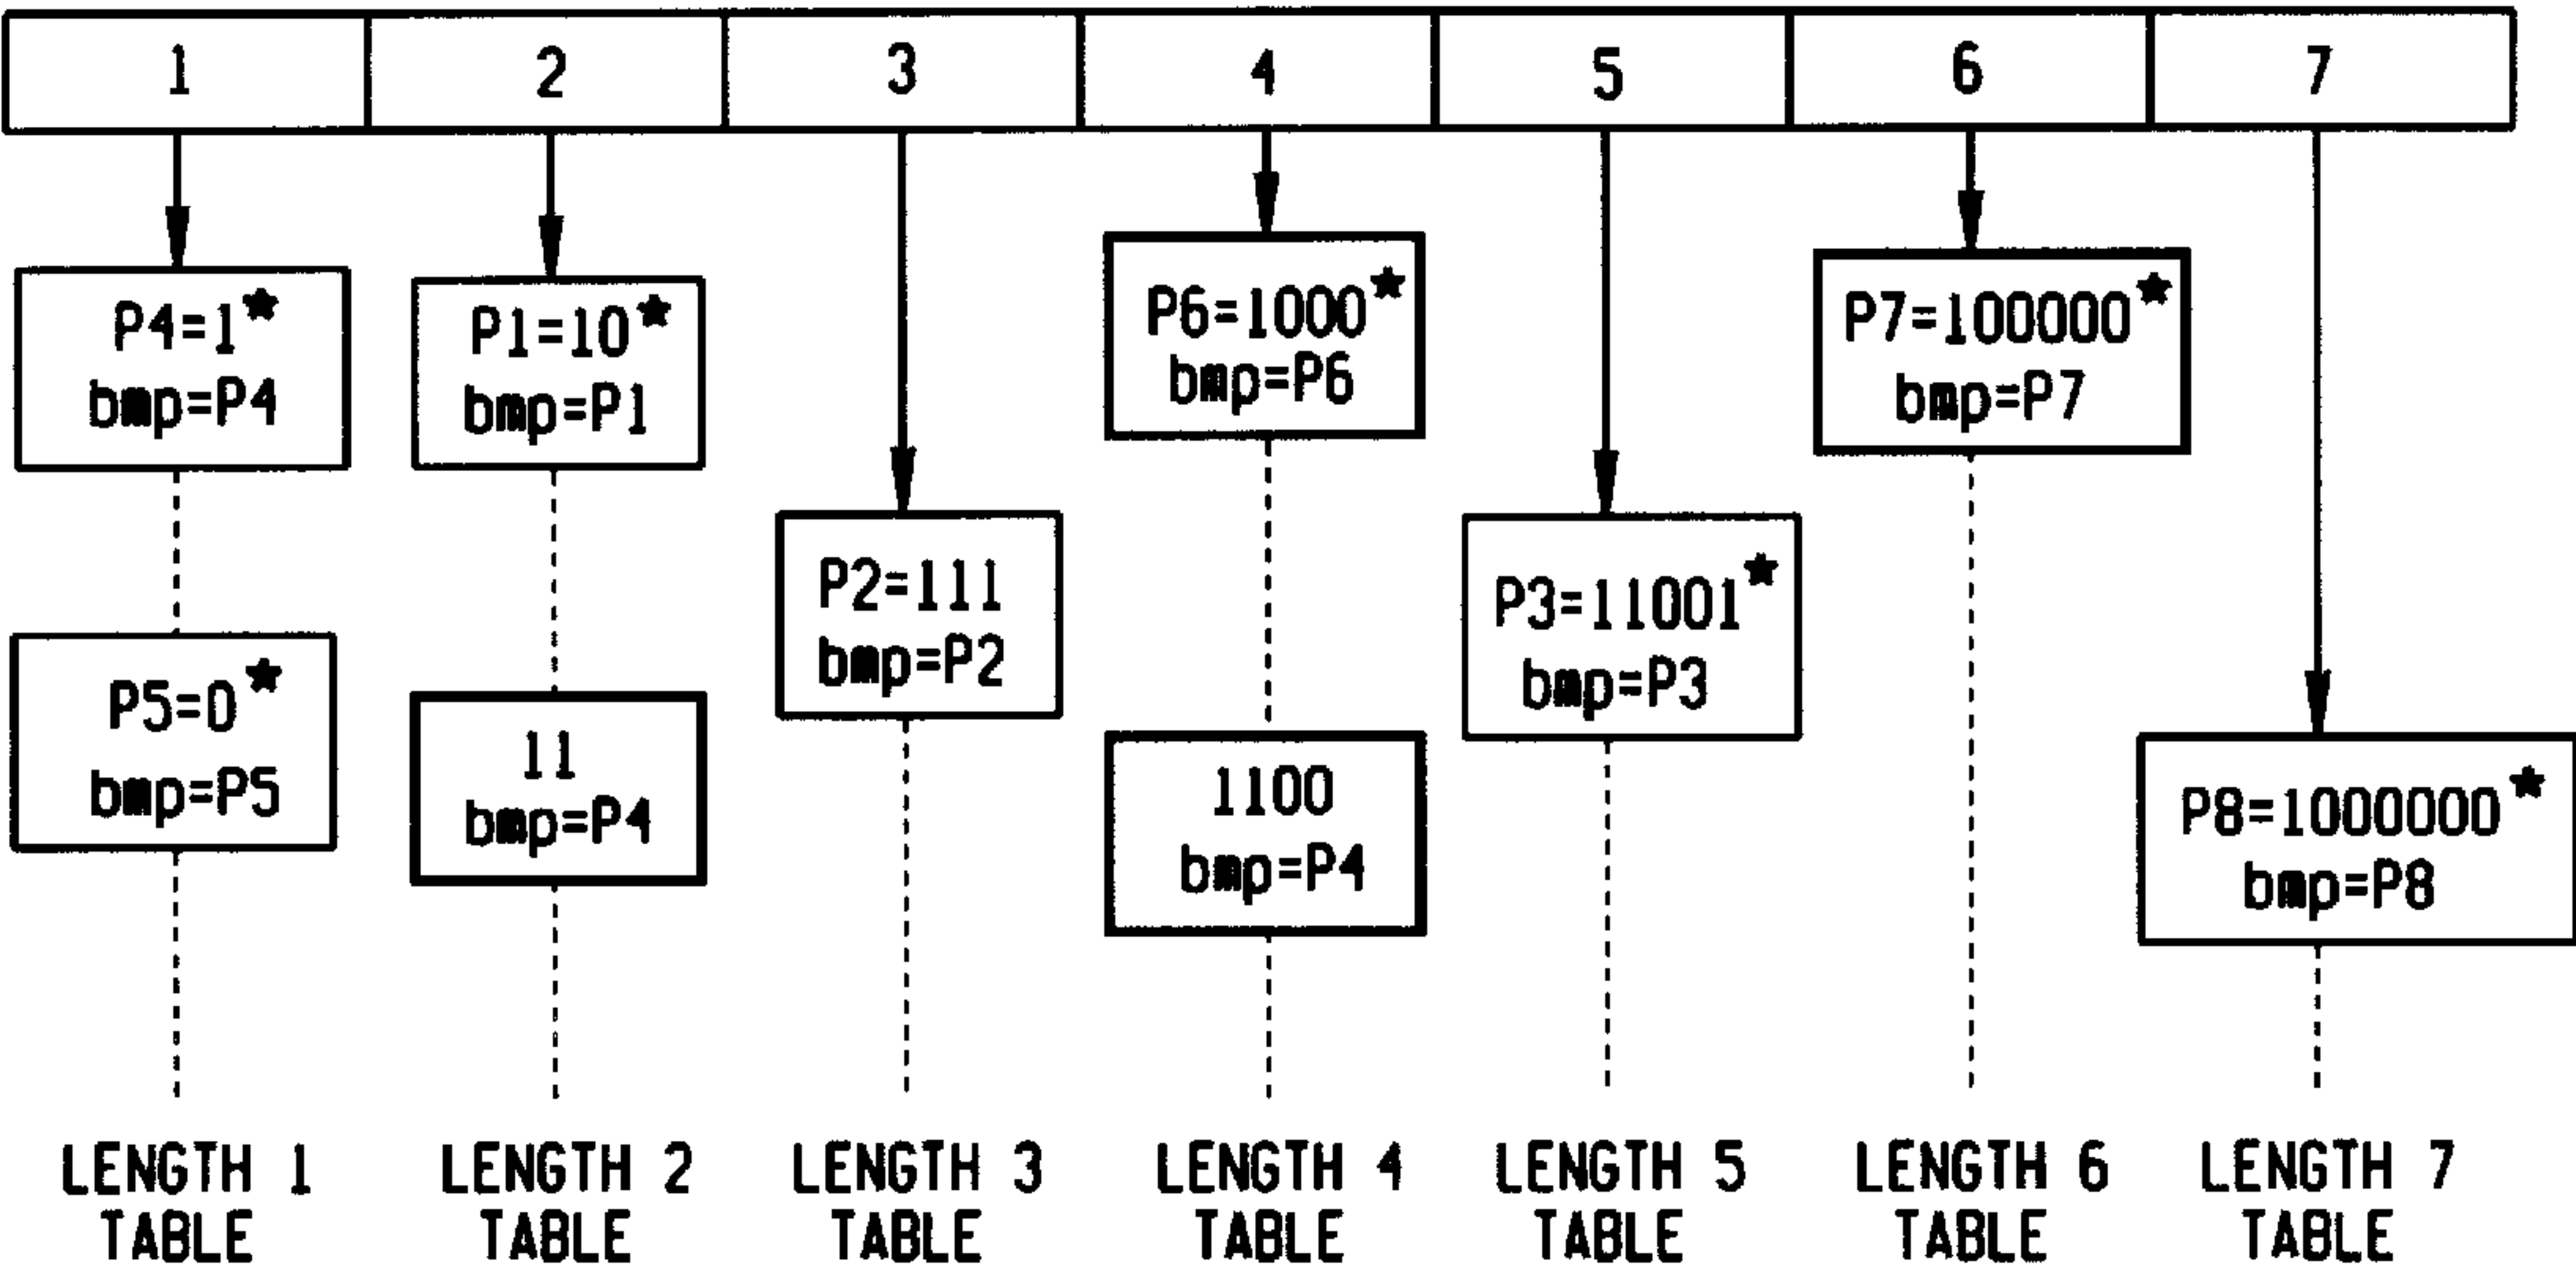 1 2 3 4 5 6 7
P4=1*
bmp=P4
P5=0*
bmp=P5
P1=10*
bmp=P1
11
bmp=P4
P2=111
bmp=P2
P6=1000*
bmp=P6
1100
bmp=P4
P3=11001*
bmp=P3
P7=100000*
bmp=P7
P8=1000000*
bmp=P8
LENGTH 1
TABLE
LENGTH 2
TABLE
LENGTH 3
TABLE
LENGTH 4
TABLE
LENGTH 5
TABLE
LENGTH 6
TABLE
LENGTH 7
TABLE